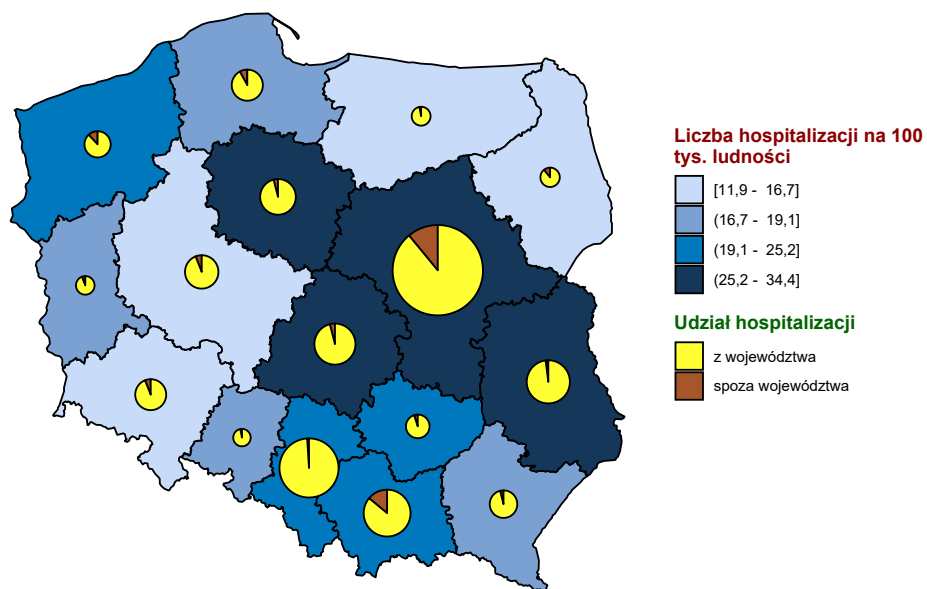 Liczba hospitalizacji na 100
tys. ludności
[11,9 - 16,7]
(16,7 - 19,1]
(19,1 - 25,2]
(25,2 - 34,4]
Udział hospitalizacji
z województwa
spoza województwa